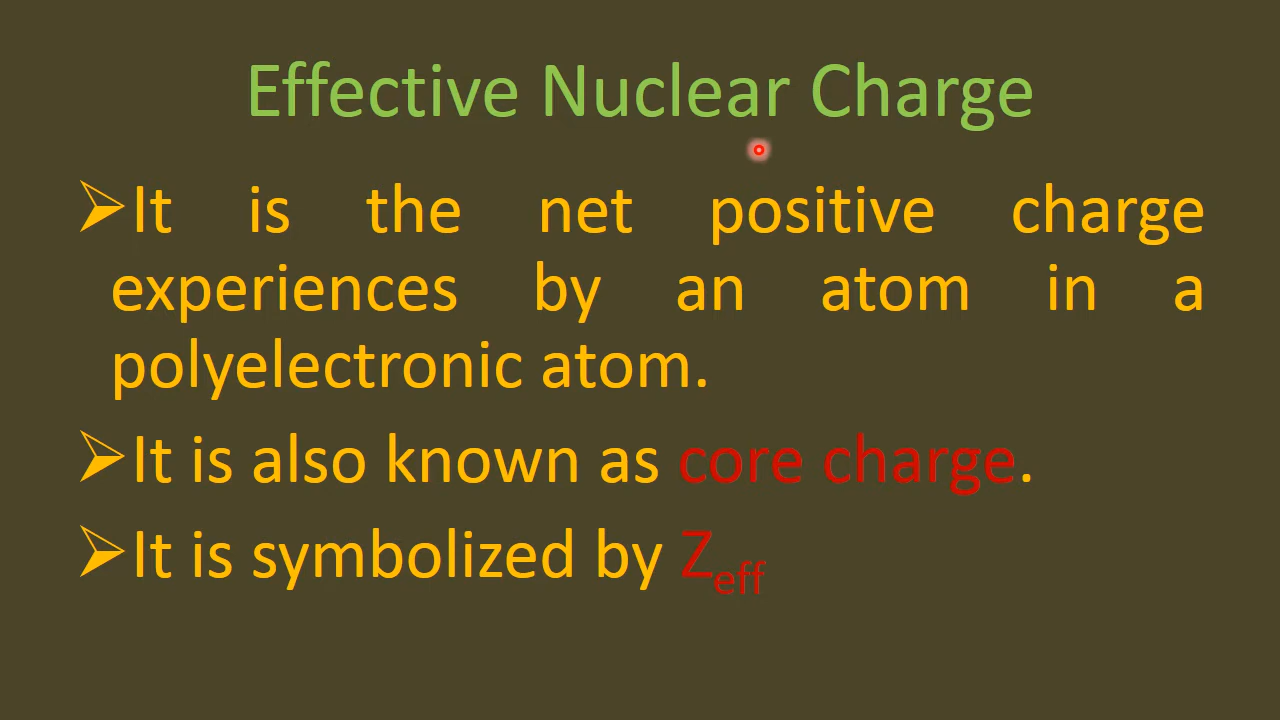 Effective Nuclear Charge
➢It is the net positive charge
experiences by an atom in a
polyelectronic atom.
➢It is also known as core charge.
➢It is symbolized by Zeff